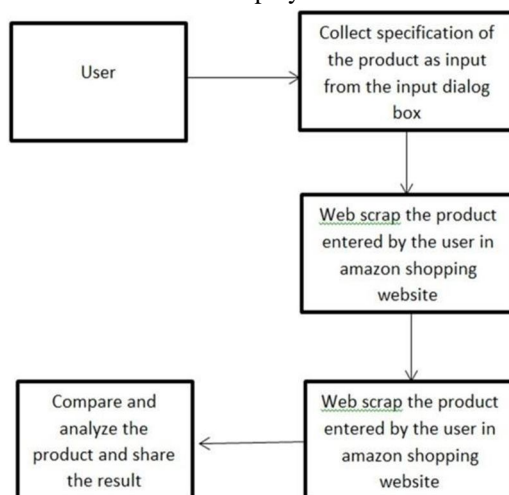 User
Collect specification of
the product as input
from the input dialog
box
Web scrap the product
entered by the user in
amazon shopping
website
Web scrap the product
entered by the user in
amazon shopping
website
Compare and
analyze the
product and share
the result